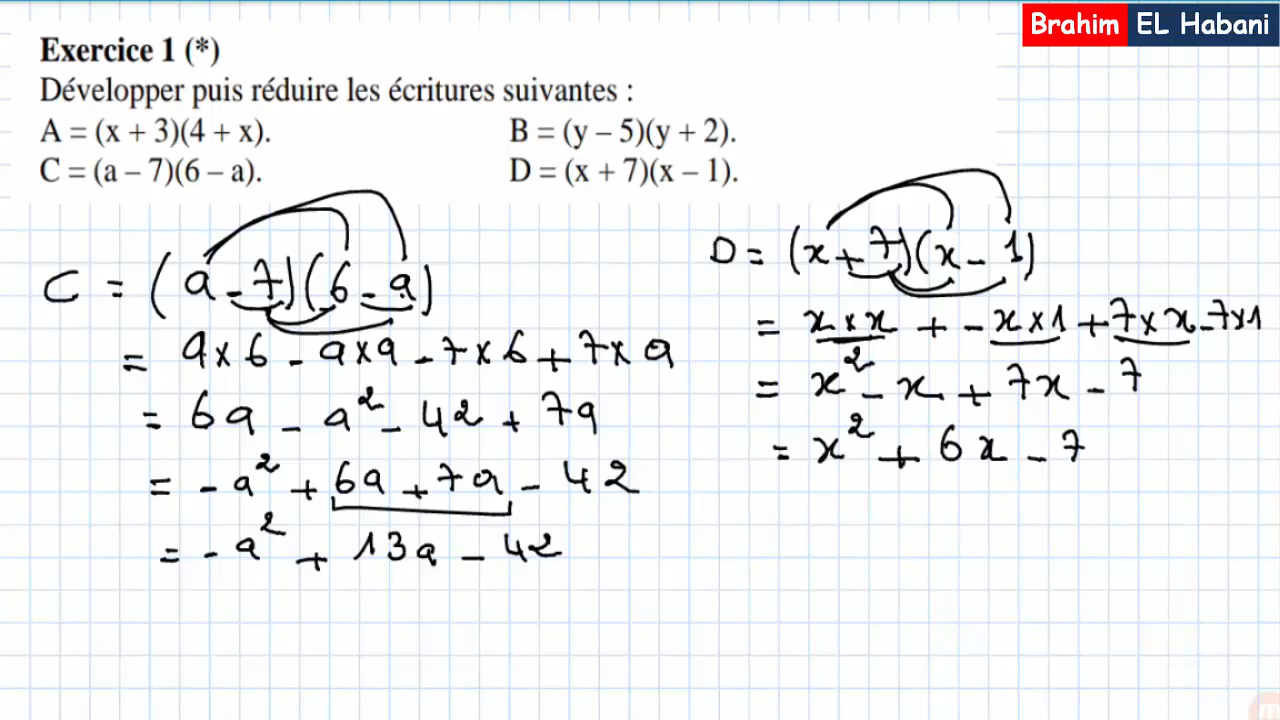 Brahim EL Habani
Exercice 1 (*)
Développer puis réduire les écritures suivantes :
A = (x + 3)(4 + x). B = (y – 5)(y + 2).
C = (a – 7)(6 – a). D = (x + 7)(x – 1).
C = (a - 7)(6 - a)
= a × 6 - a × a - 7 × 6 + 7 × a
= 6a - a² - 42 + 7a
= - a² + 6a + 7a - 42
= - a² + 13a - 42
D = (x + 7)(x - 1)
= x × x + - x × 1 + 7 × x - 7 × 1
= x² - x + 7x - 7
= x² + 6x - 7